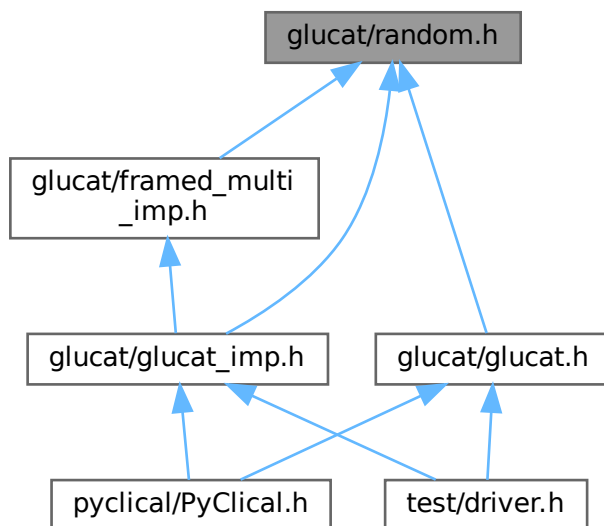 glucat/random.h
glucat/framed_multi
_imp.h
glucat/glucat_imp.h
glucat/glucat.h
pyclical/PyClical.h
test/driver.h